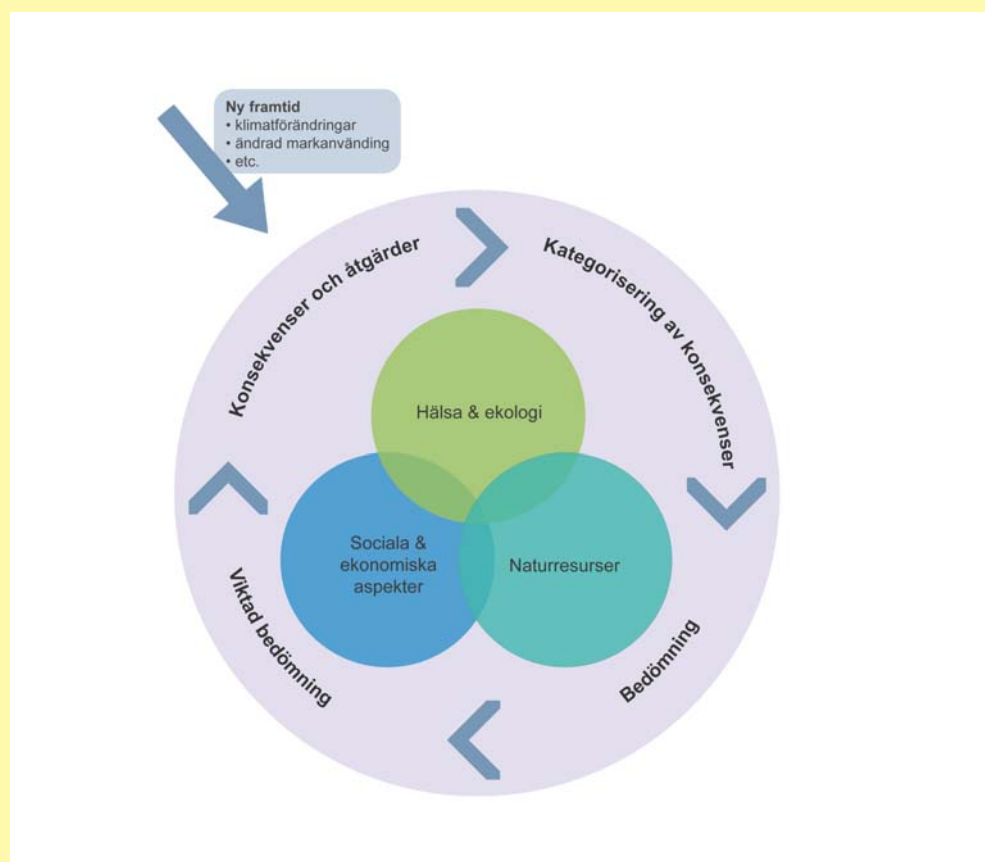 Ny framtid
• klimatförändringar
• ändrad markanvänding
• etc.
Konsekvenser och åtgärder
Kategorisering av konsekvenser
Hälsa & ekologi
Sociala &
ekonomiska
aspekter
Naturresurser
Viktad bedömning
Bedömning